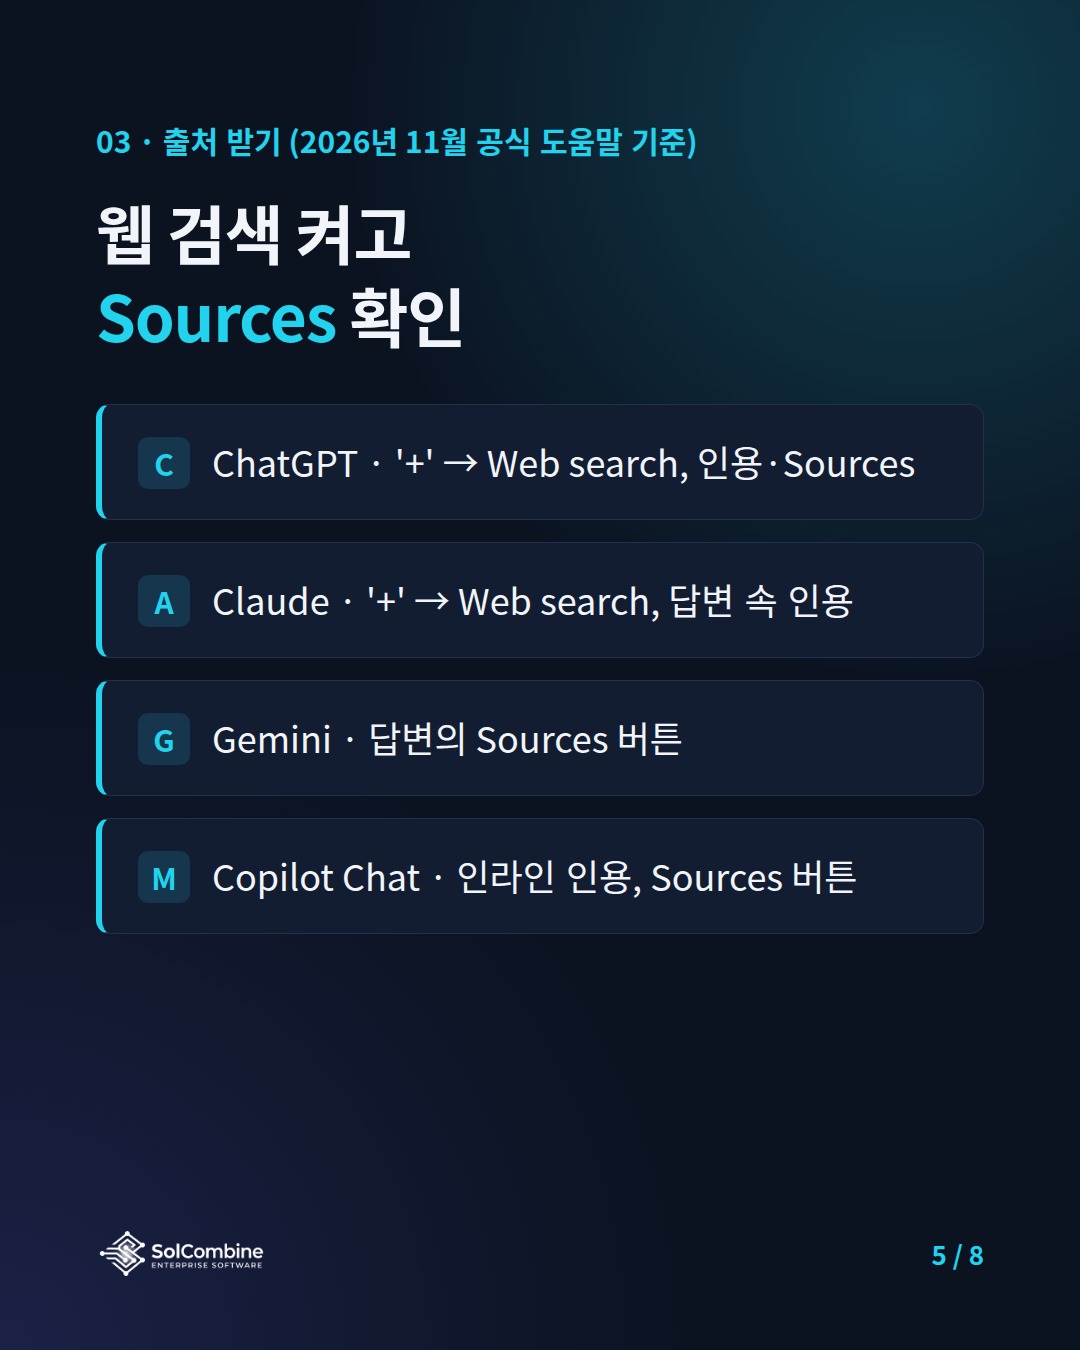 03 · 출처 받기 (2026년 11월 공식 도움말 기준)
웹 검색 켜고
Sources 확인
C ChatGPT · '+' → Web search, 인용·Sources
A Claude · '+' → Web search, 답변 속 인용
G Gemini · 답변의 Sources 버튼
M Copilot Chat · 인라인 인용, Sources 버튼
SolCombine
ENTERPRISE SOFTWARE
5 / 8